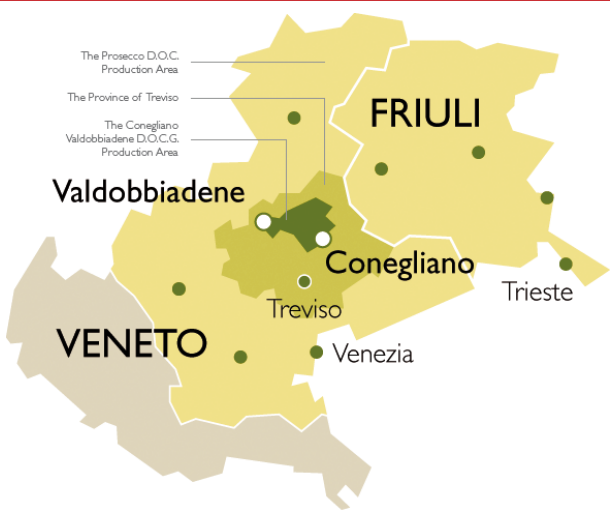 The Prosecco D.O.C.
Production Area
The Province of Treviso
The Conegliano
Valdobbiadene D.O.C.G.
Production Area
FRIULI
Valdobbiadene
Conegliano
Trieste
Treviso
VENETO
Venezia